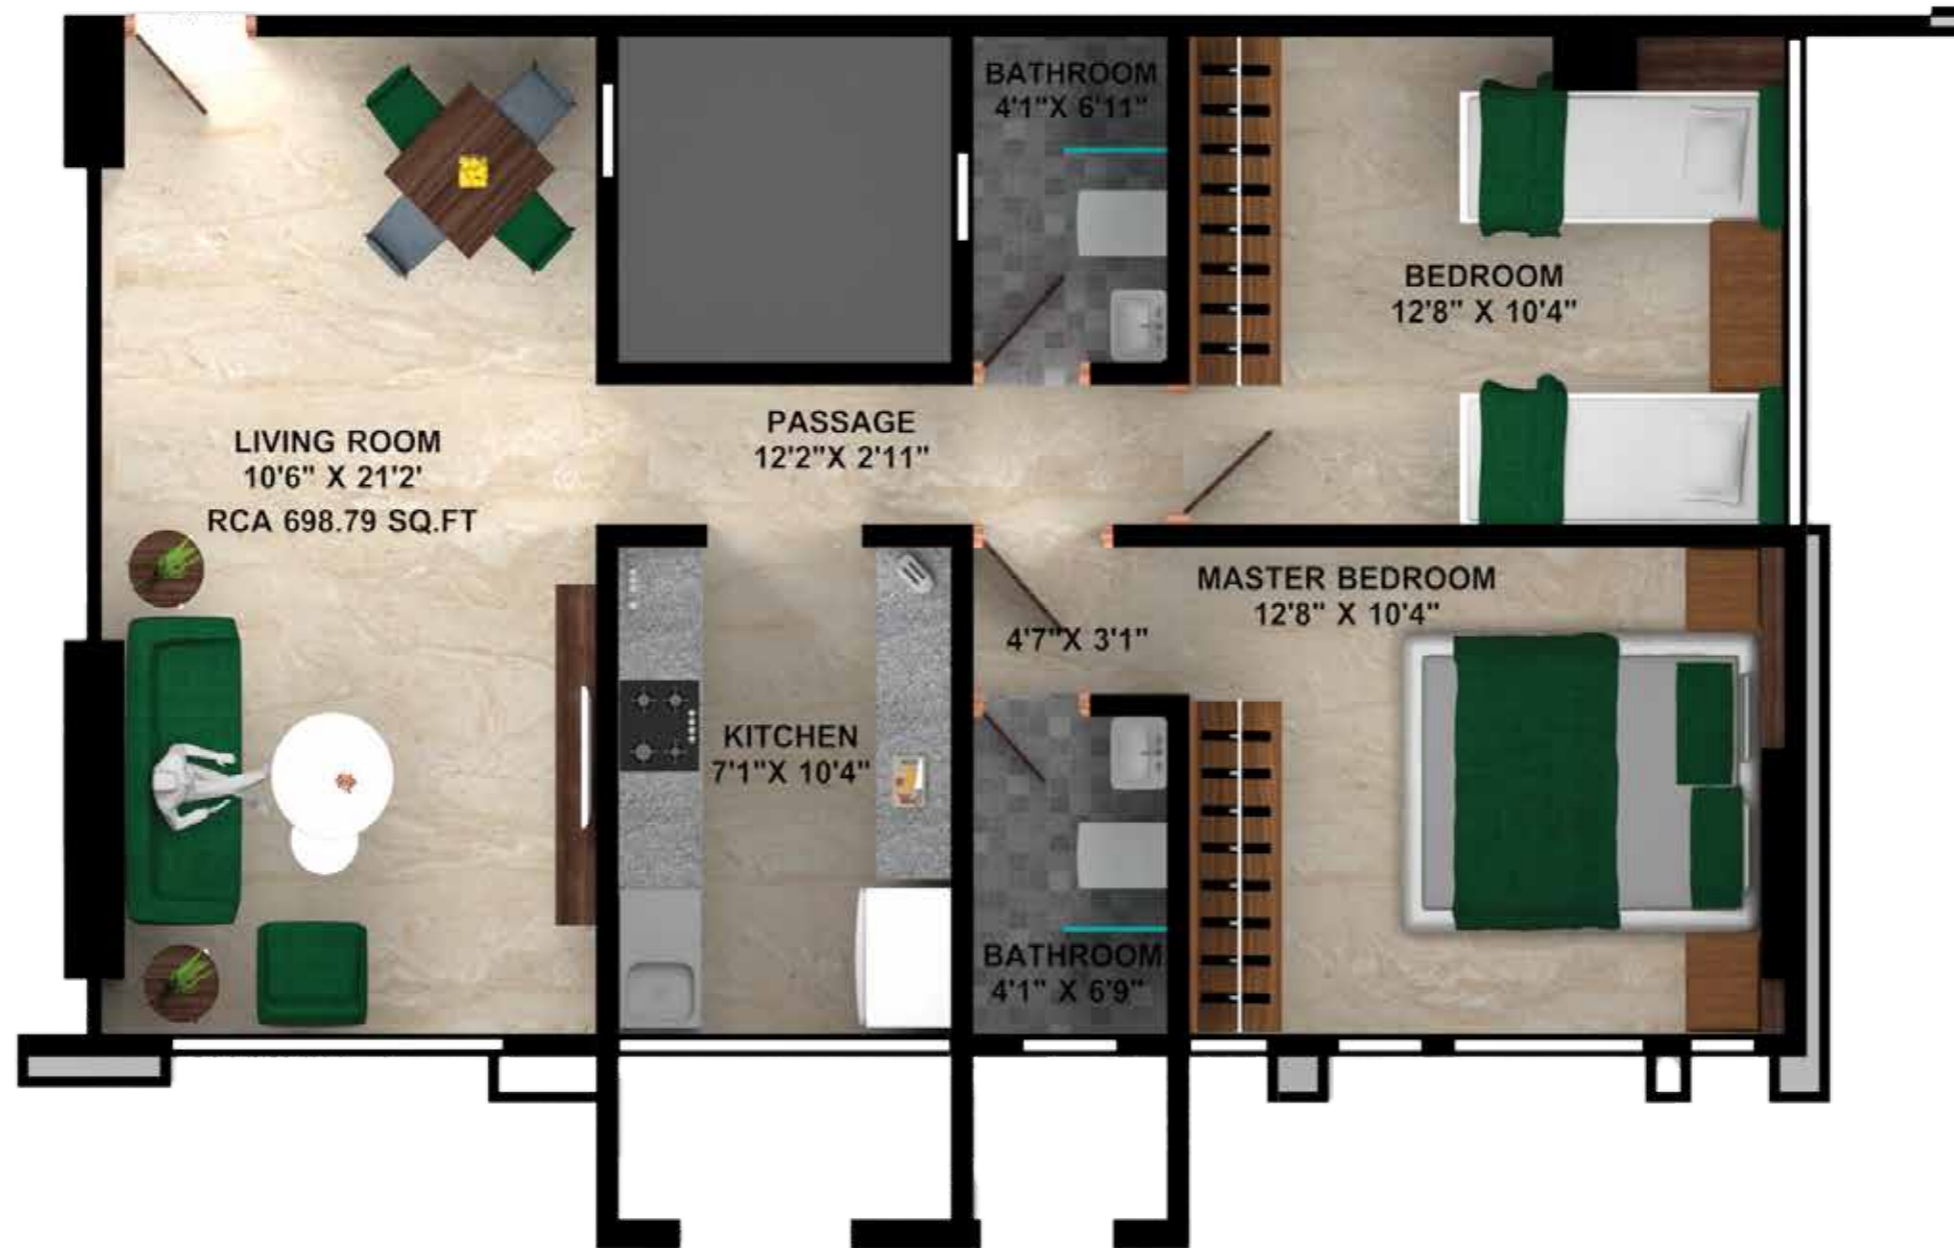 BATHROOM
4'1"X 6'11"
BEDROOM
12'8" X 10'4"
LIVING ROOM
10'6" X 21'2'
RCA 698.79 SQ.FT
PASSAGE
12'2"X 2'11"
MASTER BEDROOM
12'8" X 10'4"
4'7"X 3'1"
KITCHEN
7'1"X 10'4"
BATHROOM
4'1" X 6'9"